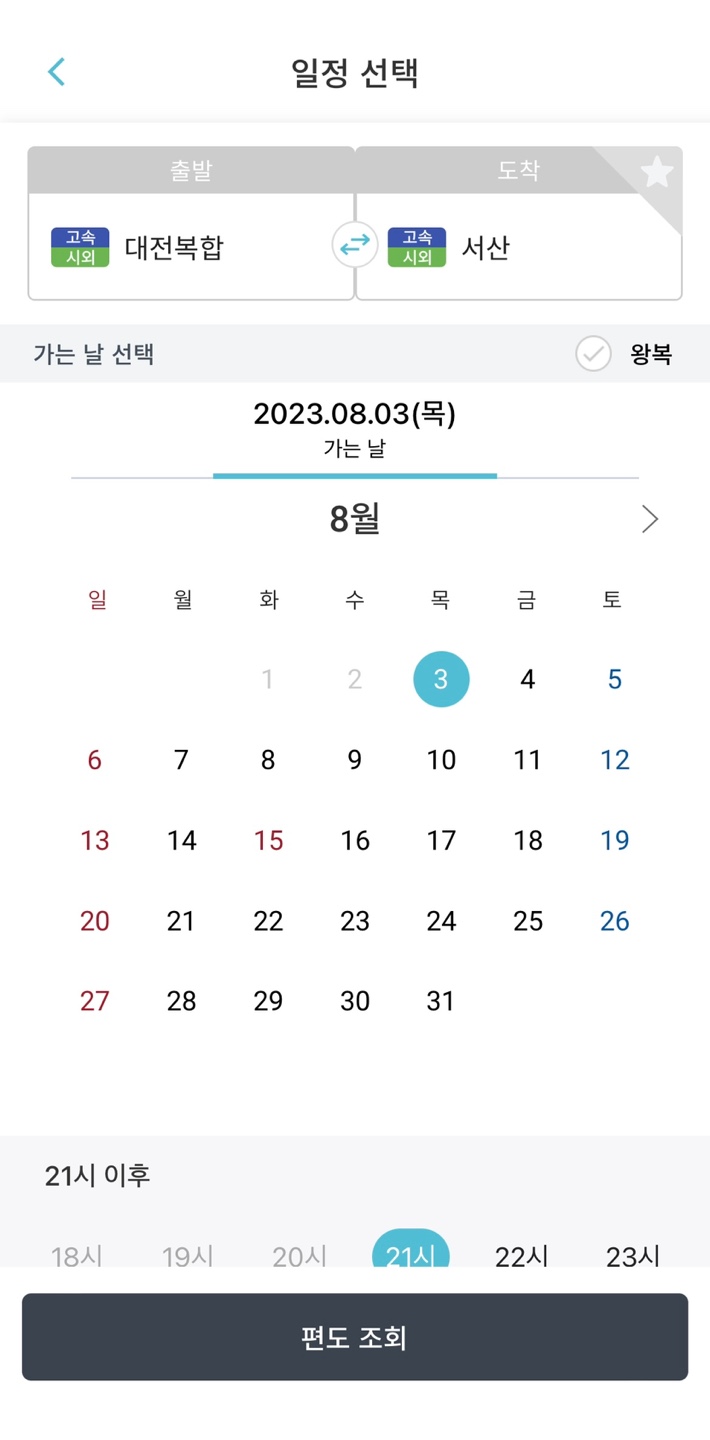 일정 선택
출발 도착
고속 시외 대전복합 고속 시외 서산
가는 날 선택 왕복
2023.08.03(목)
가는 날
8월
일 월 화 수 목 금 토
1 2 3 4 5
6 7 8 9 10 11 12
13 14 15 16 17 18 19
20 21 22 23 24 25 26
27 28 29 30 31
21시 이후
18시 19시 20시 21시 22시 23시
편도 조회